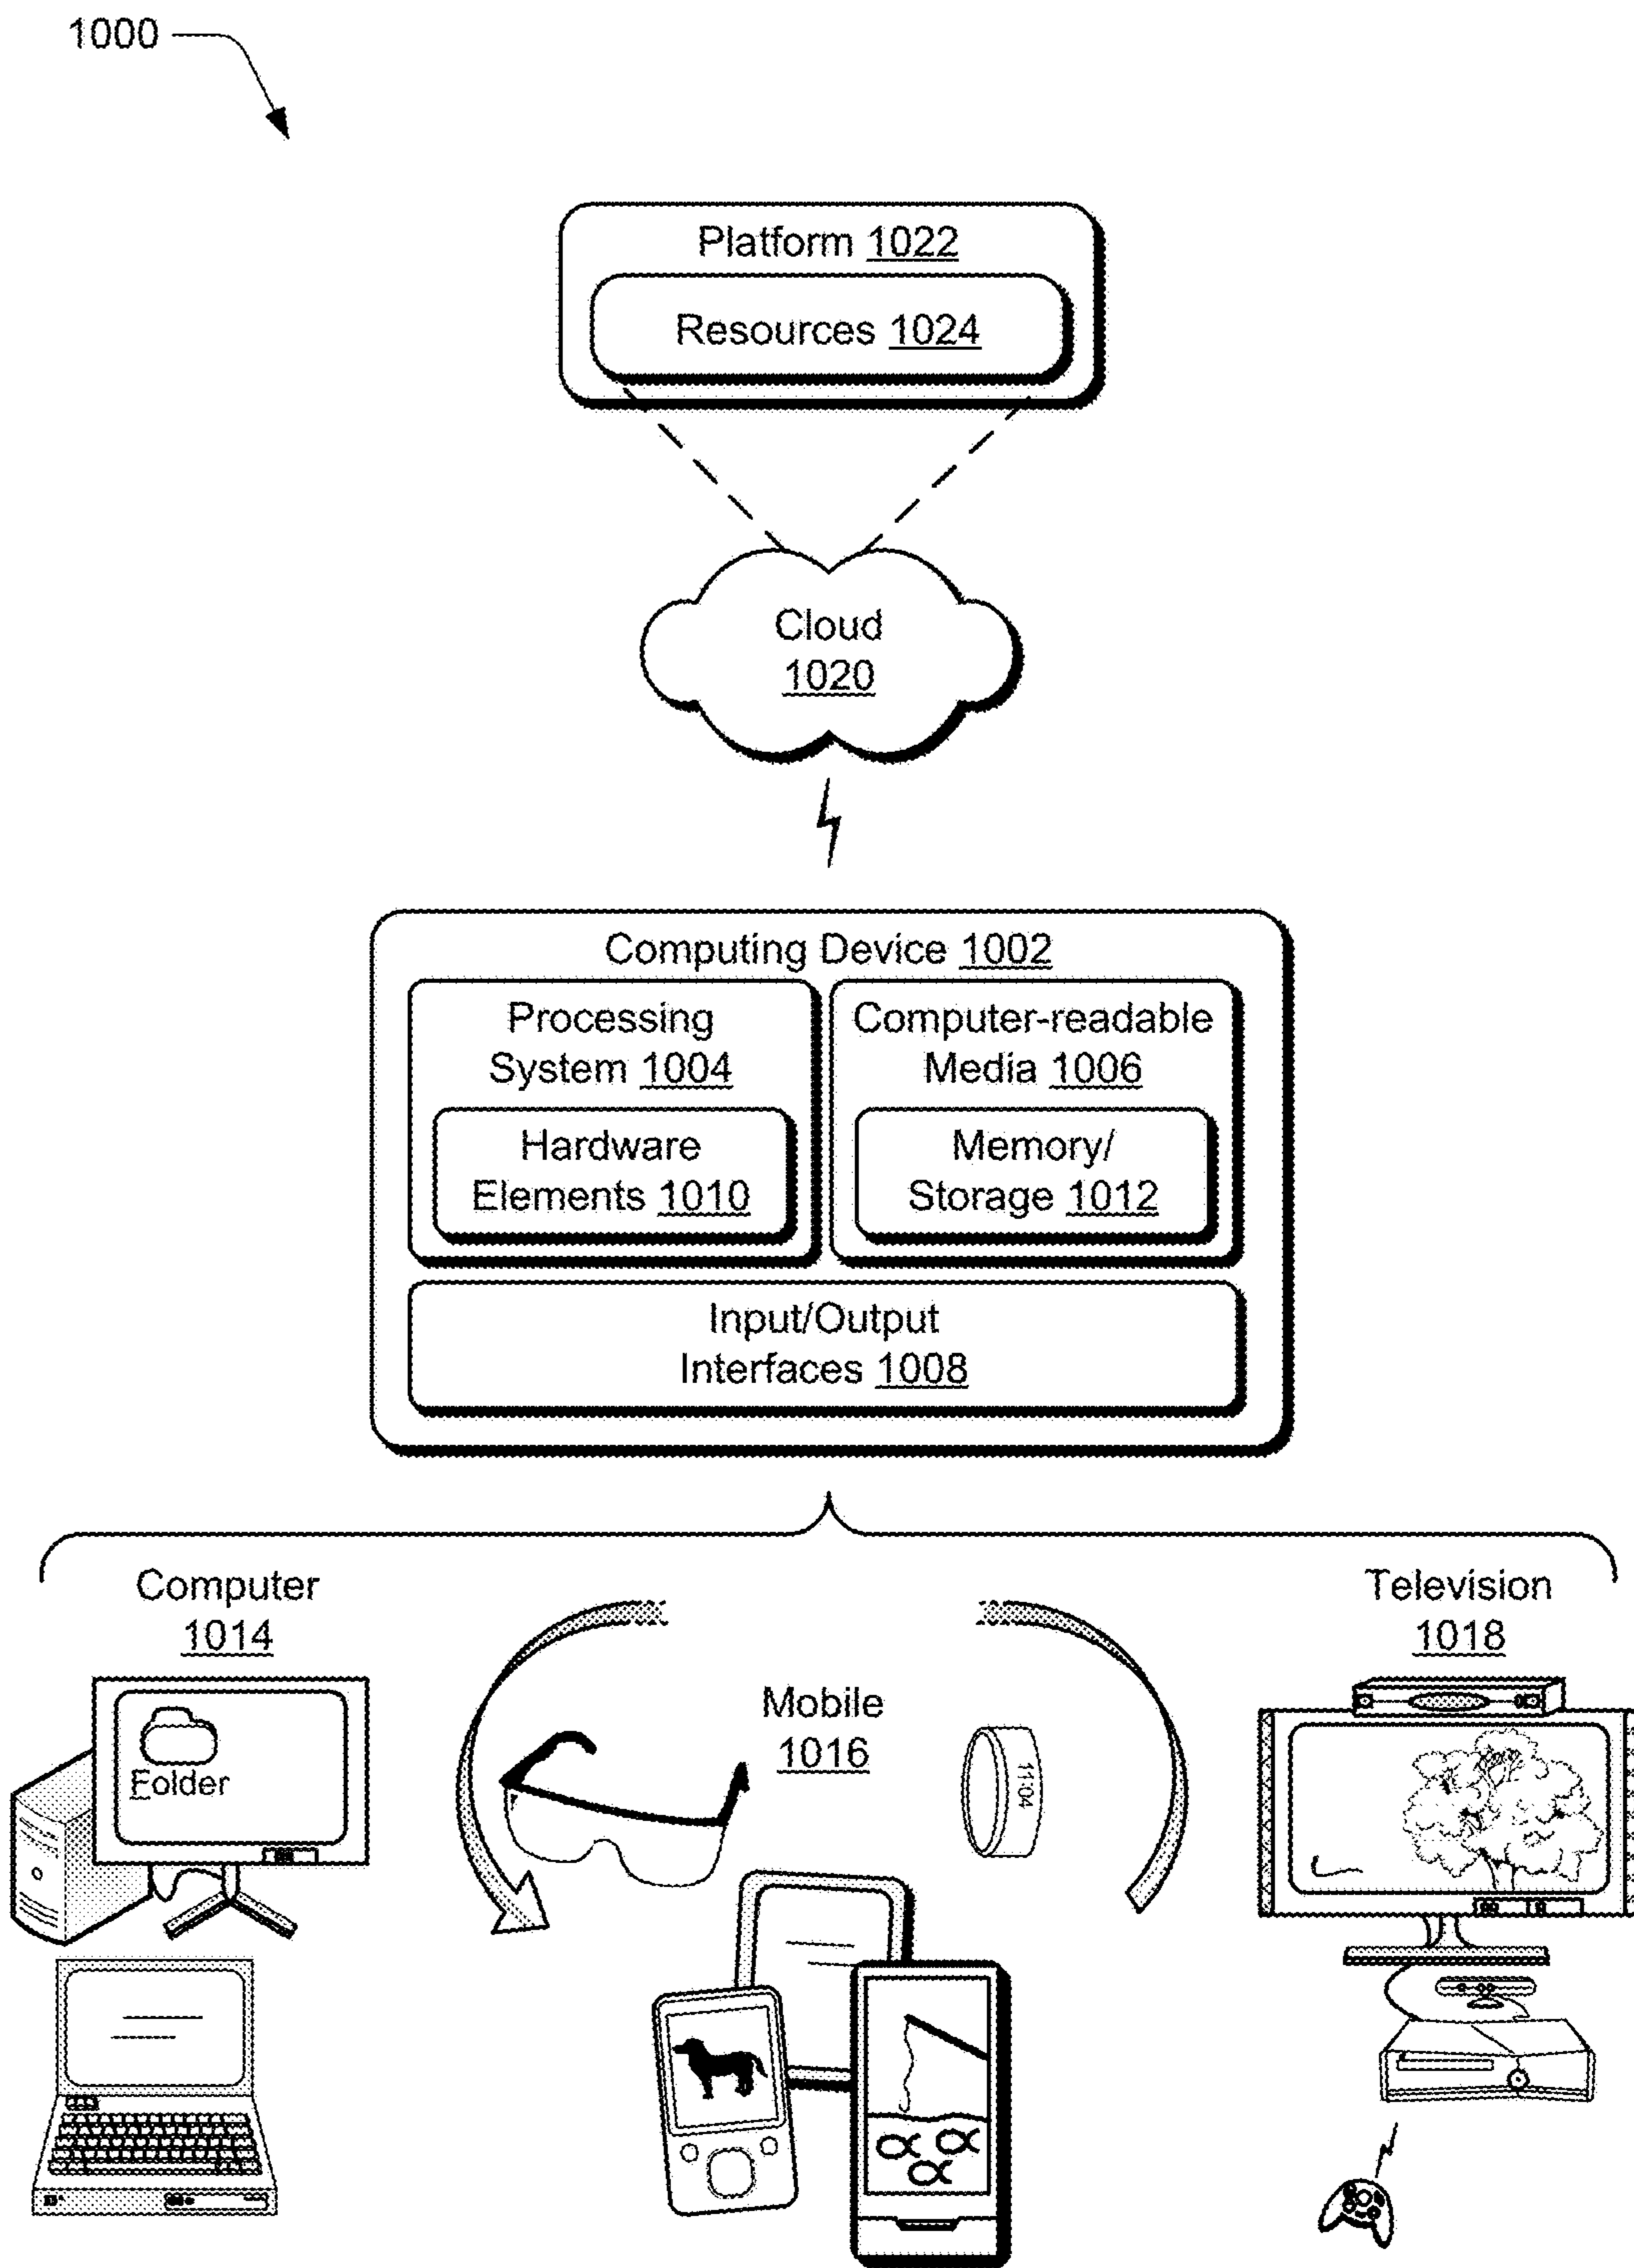 1000
Platform 1022
Resources 1024
Cloud
1020
Computing Device 1002
Processing
System 1004
Computer-readable
Media 1006
Hardware
Elements 1010
Memory/
Storage 1012
Input/Output
Interfaces 1008
Computer
1014
Mobile
1016
Television
1018
Folder
11:04